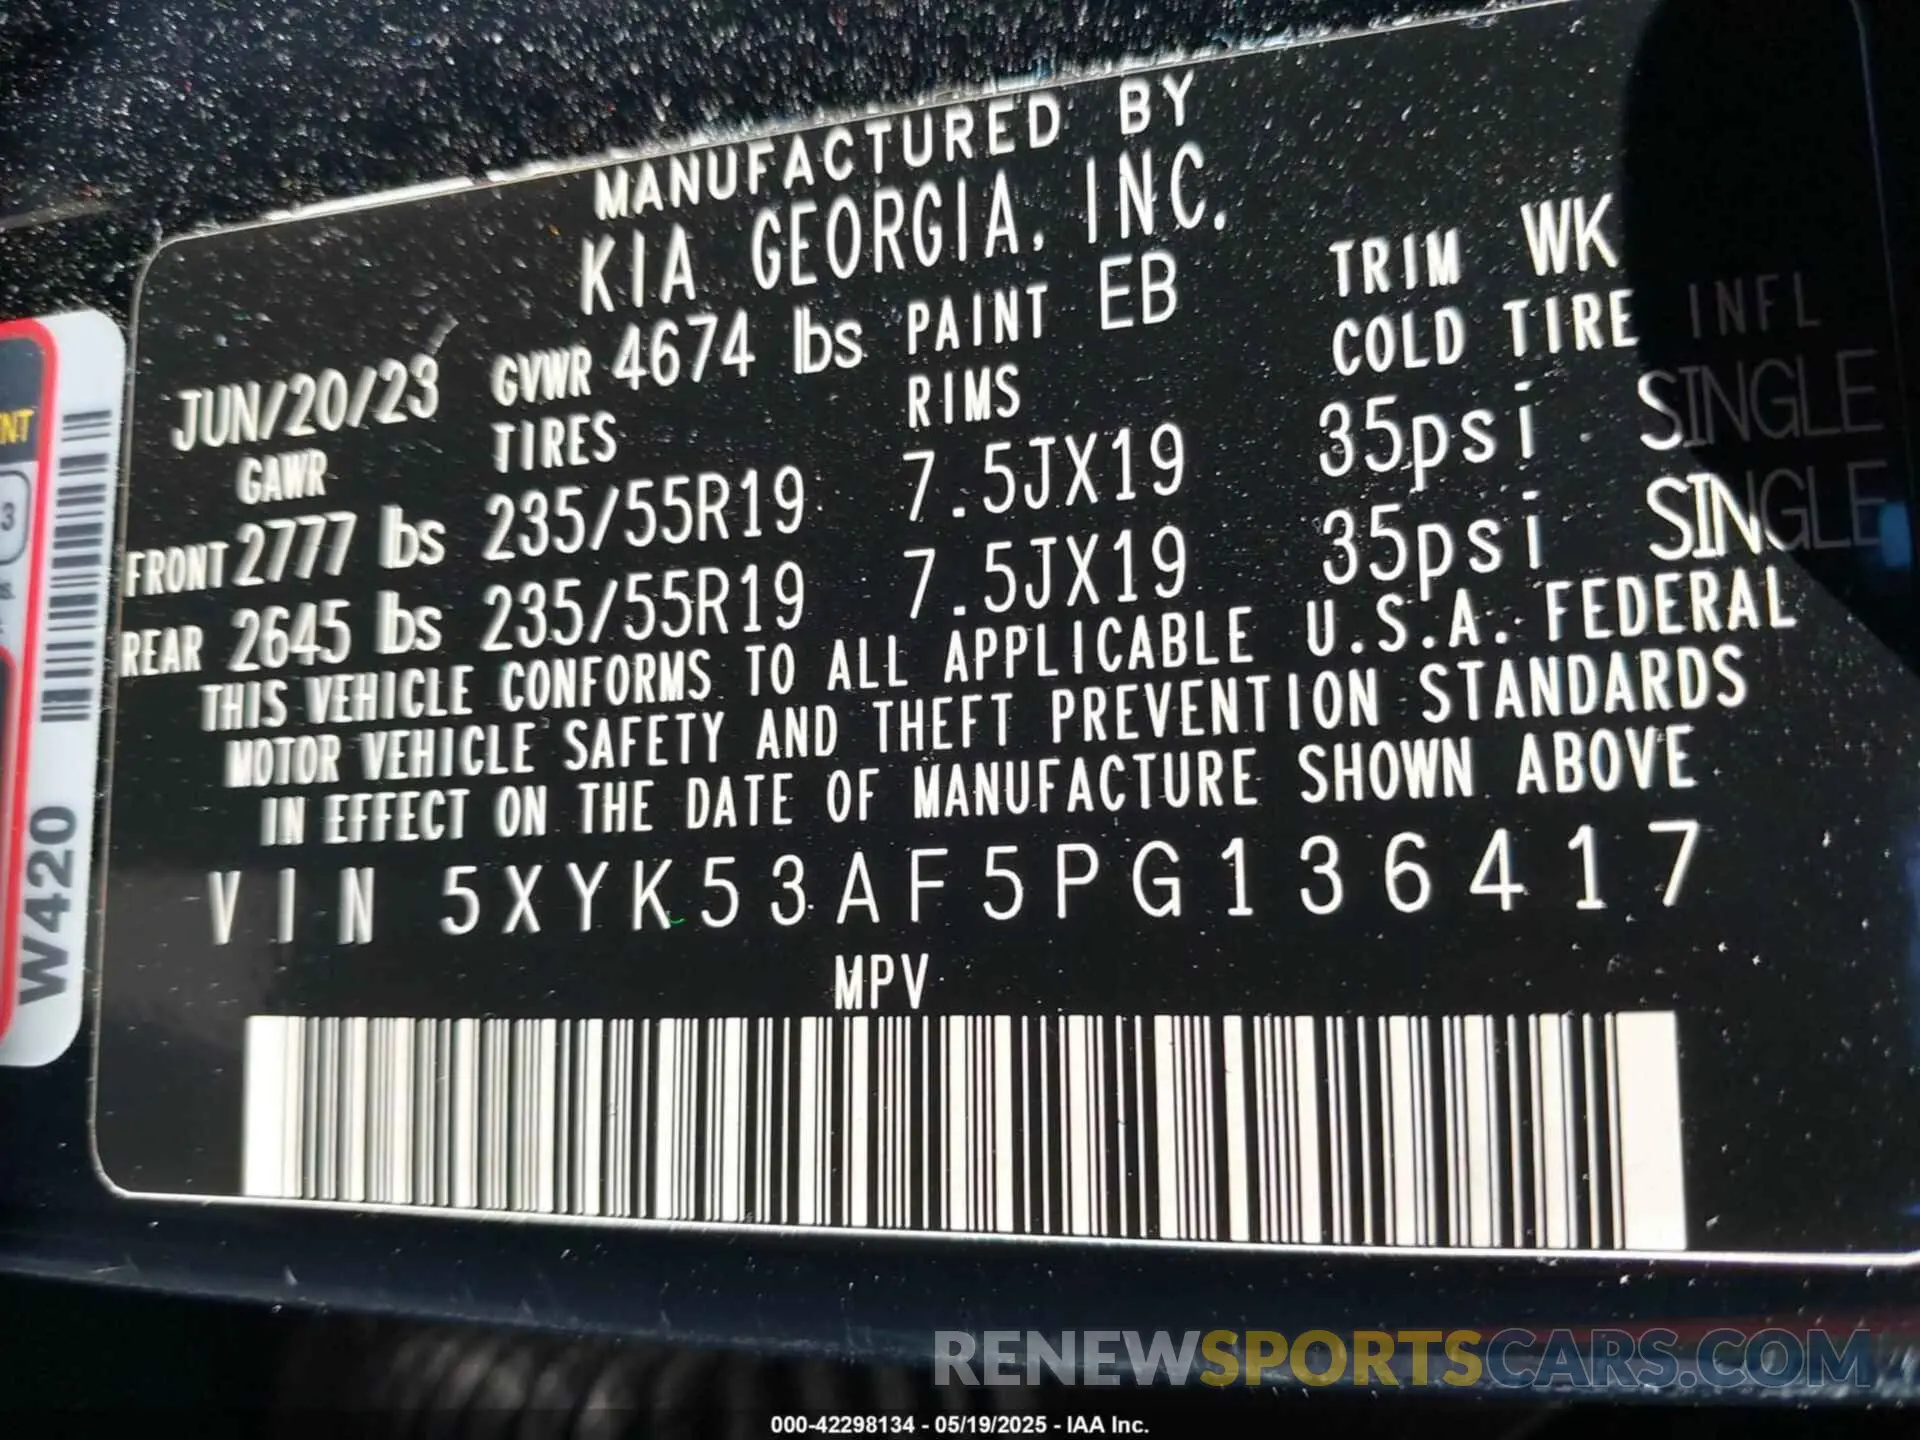 MANUFACTURED BY
KIA GEORGIA, INC.
JUN/20/23 GVWR 4674 lbs PAINT EB TRIM WK
GAWR TIRES RIMS COLD TIRE INFL
FRONT 2777 lbs 235/55R19 7.5JX19 35psi SINGLE
REAR 2645 lbs 235/55R19 7.5JX19 35psi SINGLE
THIS VEHICLE CONFORMS TO ALL APPLICABLE U.S.A. FEDERAL
MOTOR VEHICLE SAFETY AND THEFT PREVENTION STANDARDS
IN EFFECT ON THE DATE OF MANUFACTURE SHOWN ABOVE
VIN 5XYK53AF5PG136417
MPV
W420
NT
3
RENEWSPORTSCARS.COM
000-42298134 - 05/19/2025 - IAA Inc.